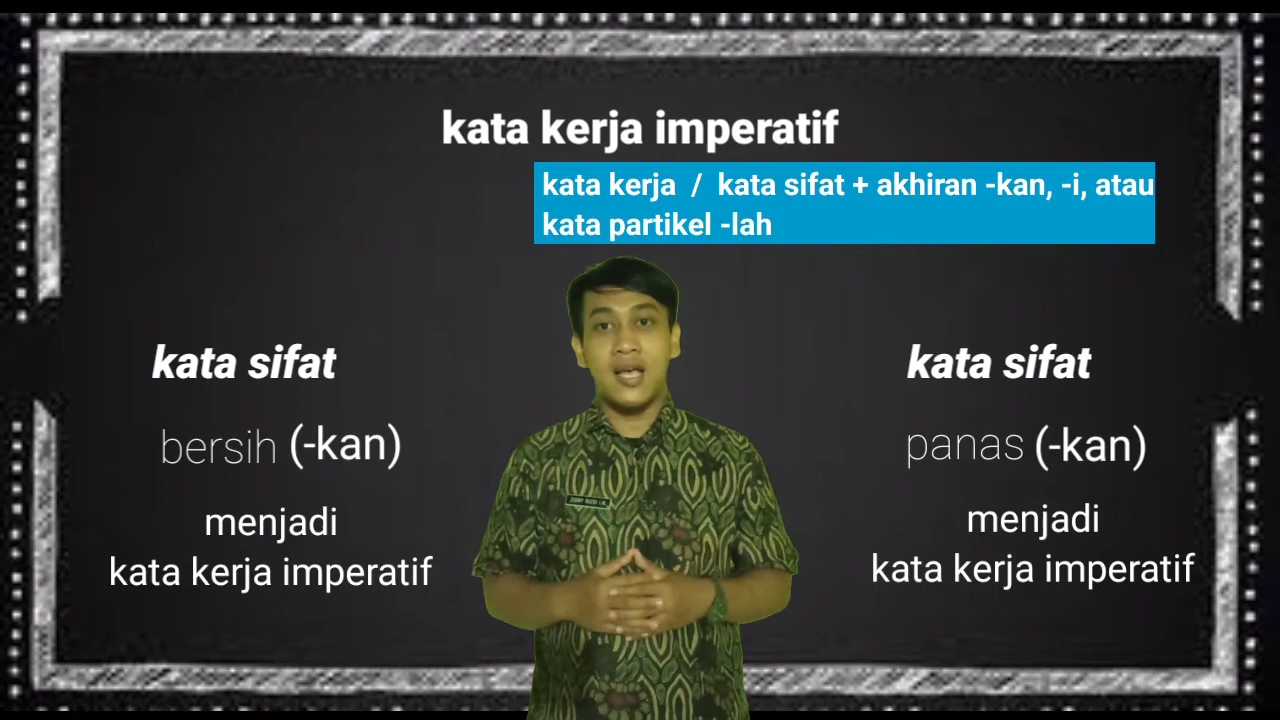 kata kerja imperatif
kata kerja / kata sifat + akhiran -kan, -i, atau
kata partikel -lah
kata sifat
bersih (-kan)
menjadi
kata kerja imperatif
kata sifat
panas (-kan)
menjadi
kata kerja imperatif